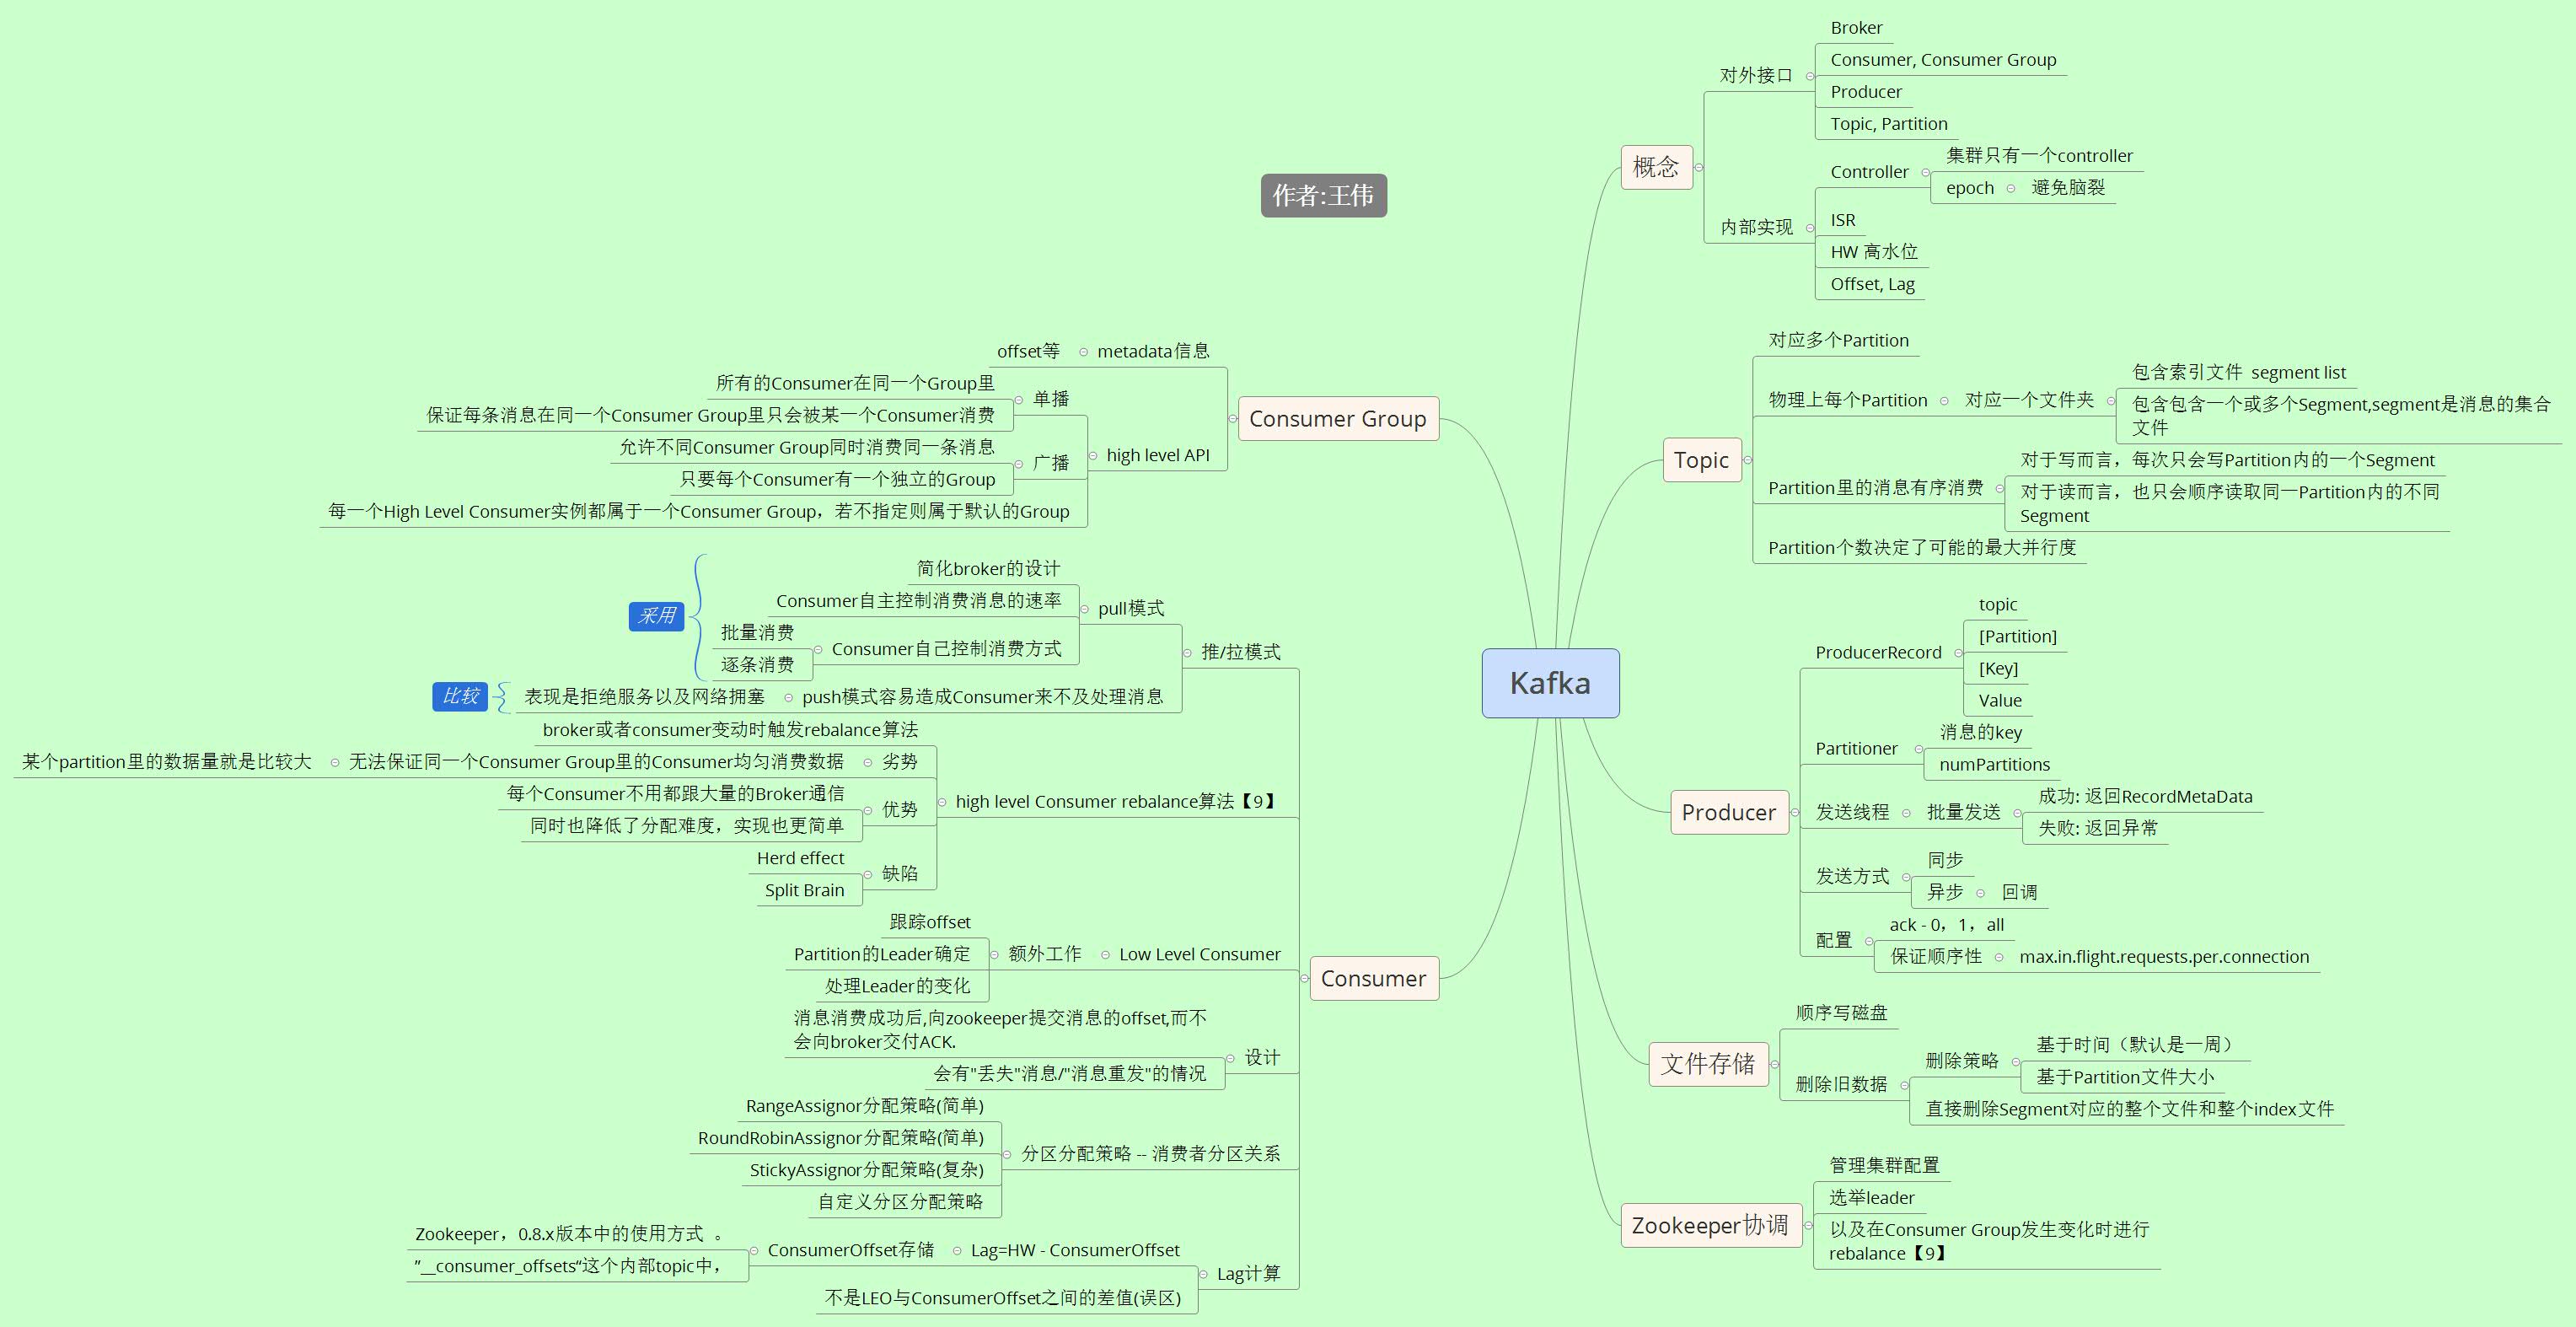 Kafka
作者:王伟
概念
对外接口
Broker
Consumer, Consumer Group
Producer
Topic, Partition
内部实现
Controller
集群只有一个controller
epoch
避免脑裂
ISR
HW 高水位
Offset, Lag
Topic
对应多个Partition
物理上每个Partition
对应一个文件夹
包含索引文件 segment list
包含包含一个或多个Segment,segment是消息的集合
文件
Partition里的消息有序消费
对于写而言，每次只会写Partition内的一个Segment
对于读而言，也只会顺序读取同一Partition内的不同
Segment
Partition个数决定了可能的最大并行度
Producer
ProducerRecord
topic
[Partition]
[Key]
Value
Partitioner
消息的key
numPartitions
发送线程
批量发送
成功: 返回RecordMetaData
失败: 返回异常
发送方式
同步
异步
回调
配置
ack - 0，1，all
保证顺序性
max.in.flight.requests.per.connection
文件存储
顺序写磁盘
删除旧数据
删除策略
基于时间（默认是一周）
基于Partition文件大小
直接删除Segment对应的整个文件和整个index文件
Zookeeper协调
管理集群配置
选举leader
以及在Consumer Group发生变化时进行
rebalance【9】
Consumer Group
metadata信息
offset等
high level API
单播
所有的Consumer在同一个Group里
保证每条消息在同一个Consumer Group里只会被某一个Consumer消费
广播
允许不同Consumer Group同时消费同一条消息
只要每个Consumer有一个独立的Group
每一个High Level Consumer实例都属于一个Consumer Group，若不指定则属于默认的Group
Consumer
推/拉模式
pull模式
简化broker的设计
Consumer自主控制消费消息的速率
Consumer自己控制消费方式
批量消费
逐条消费
采用
push模式容易造成Consumer来不及处理消息
表现是拒绝服务以及网络拥塞
比较
high level Consumer rebalance算法【9】
broker或者consumer变动时触发rebalance算法
劣势
无法保证同一个Consumer Group里的Consumer均匀消费数据
某个partition里的数据量就是比较大
优势
每个Consumer不用都跟大量的Broker通信
同时也降低了分配难度，实现也更简单
缺陷
Herd effect
Split Brain
Low Level Consumer
额外工作
跟踪offset
Partition的Leader确定
处理Leader的变化
设计
消息消费成功后,向zookeeper提交消息的offset,而不
会向broker交付ACK.
会有"丢失"消息/"消息重发"的情况
分区分配策略 -- 消费者分区关系
RangeAssignor分配策略(简单)
RoundRobinAssignor分配策略(简单)
StickyAssignor分配策略(复杂)
自定义分区分配策略
Lag计算
Lag=HW - ConsumerOffset
ConsumerOffset存储
Zookeeper，0.8.x版本中的使用方式 。
”__consumer_offsets“这个内部topic中，
不是LEO与ConsumerOffset之间的差值(误区)